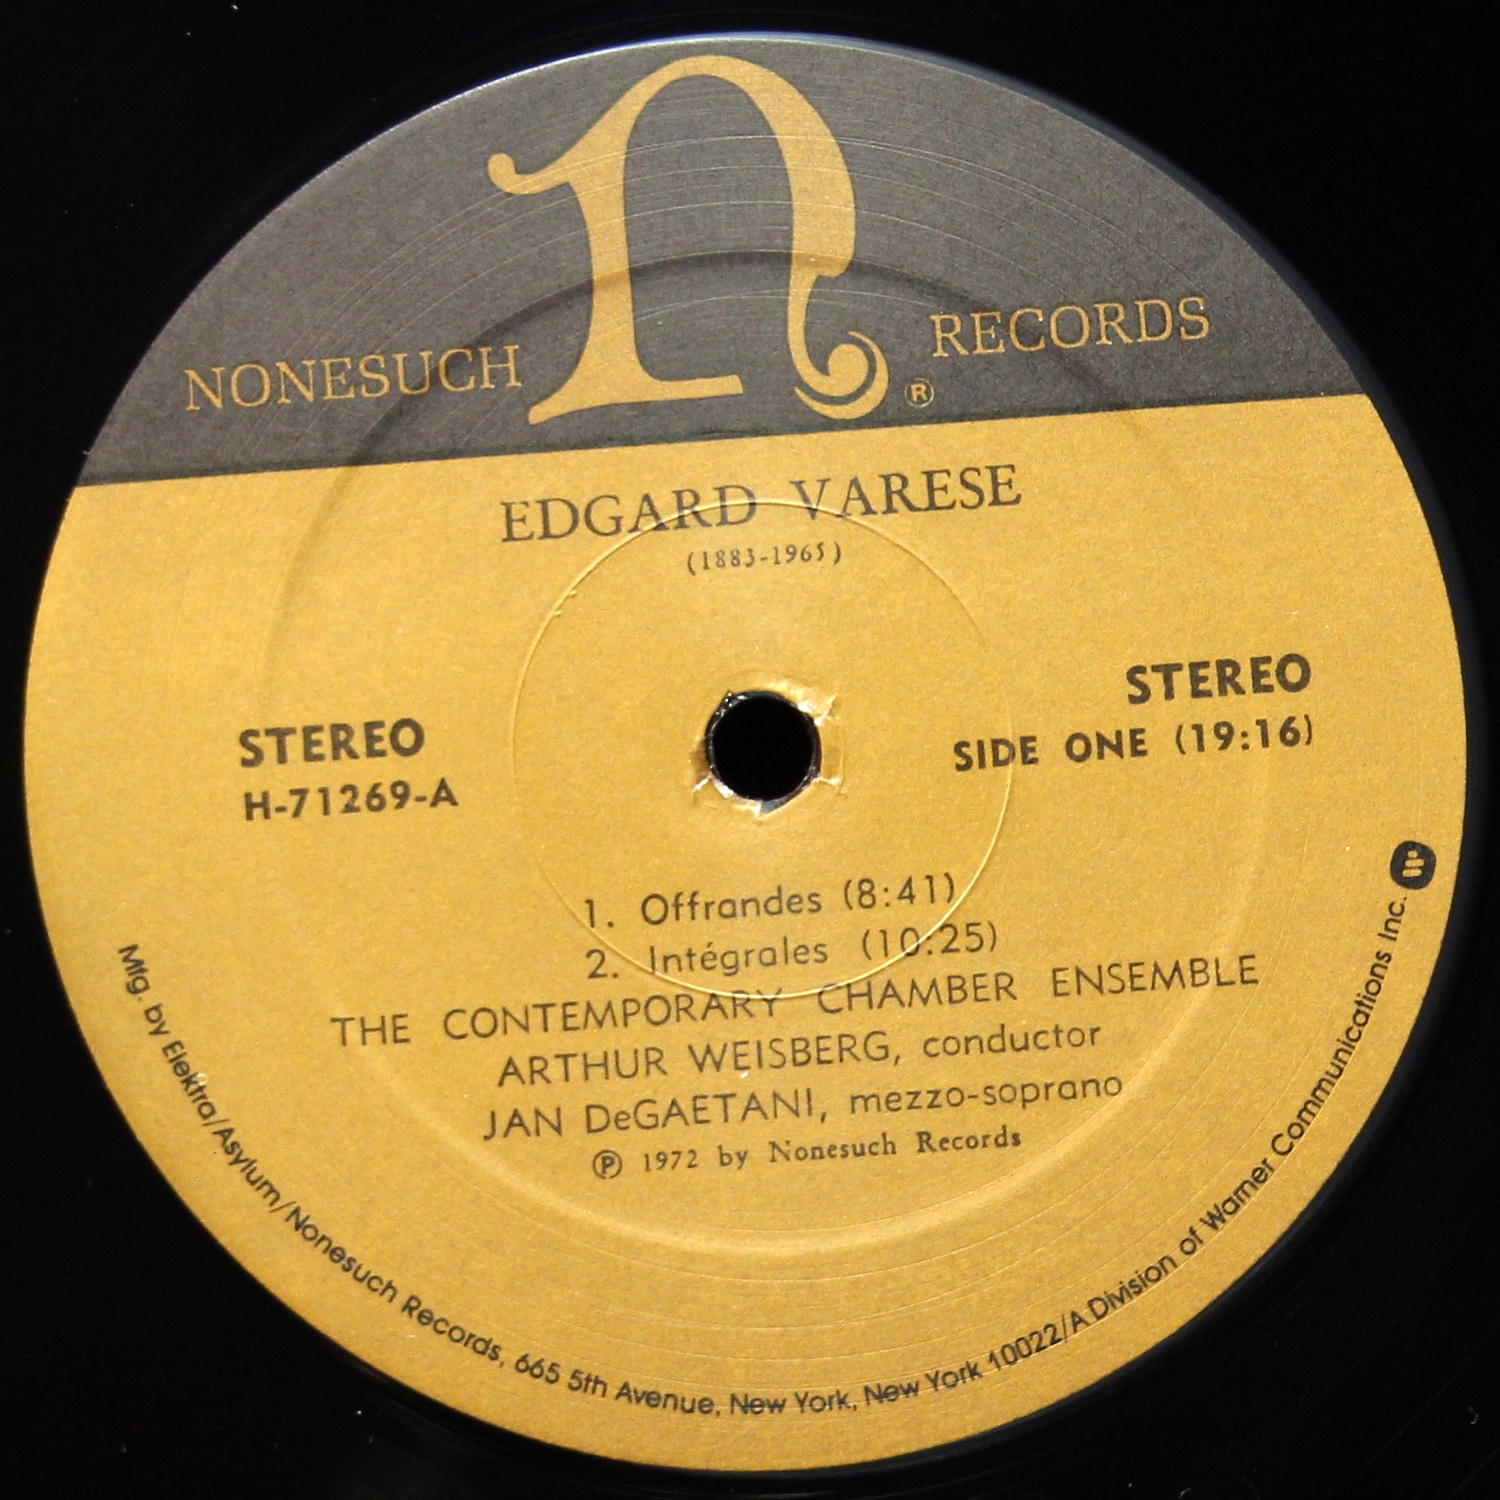 n
NONESUCH RECORDS ®
EDGARD VARESE
(1883-1965)
STEREO
H-71269-A
STEREO
SIDE ONE (19:16)
1. Offrandes (8:41)
2. Intégrales (10:25)
THE CONTEMPORARY CHAMBER ENSEMBLE
ARTHUR WEISBERG, conductor
JAN DeGAETANI, mezzo-soprano
℗ 1972 by Nonesuch Records
Mfg. by Elektra/Asylum/Nonesuch Records, 665 5th Avenue, New York, New York 10022/A Division of Warner Communications Inc.